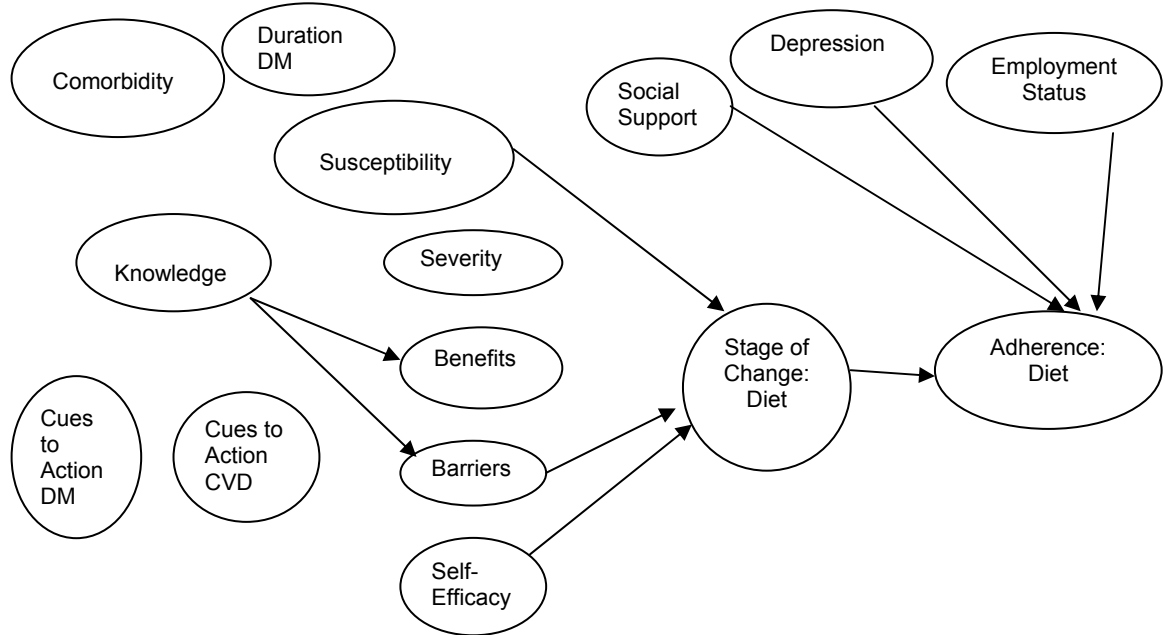 Duration
DM
Comorbidity
Depression
Employment
Status
Social
Support
Susceptibility
Knowledge
Severity
Benefits
Stage of
Change:
Diet
Adherence:
Diet
Cues
to
Action
DM
Cues to
Action
CVD
Barriers
Self-
Efficacy